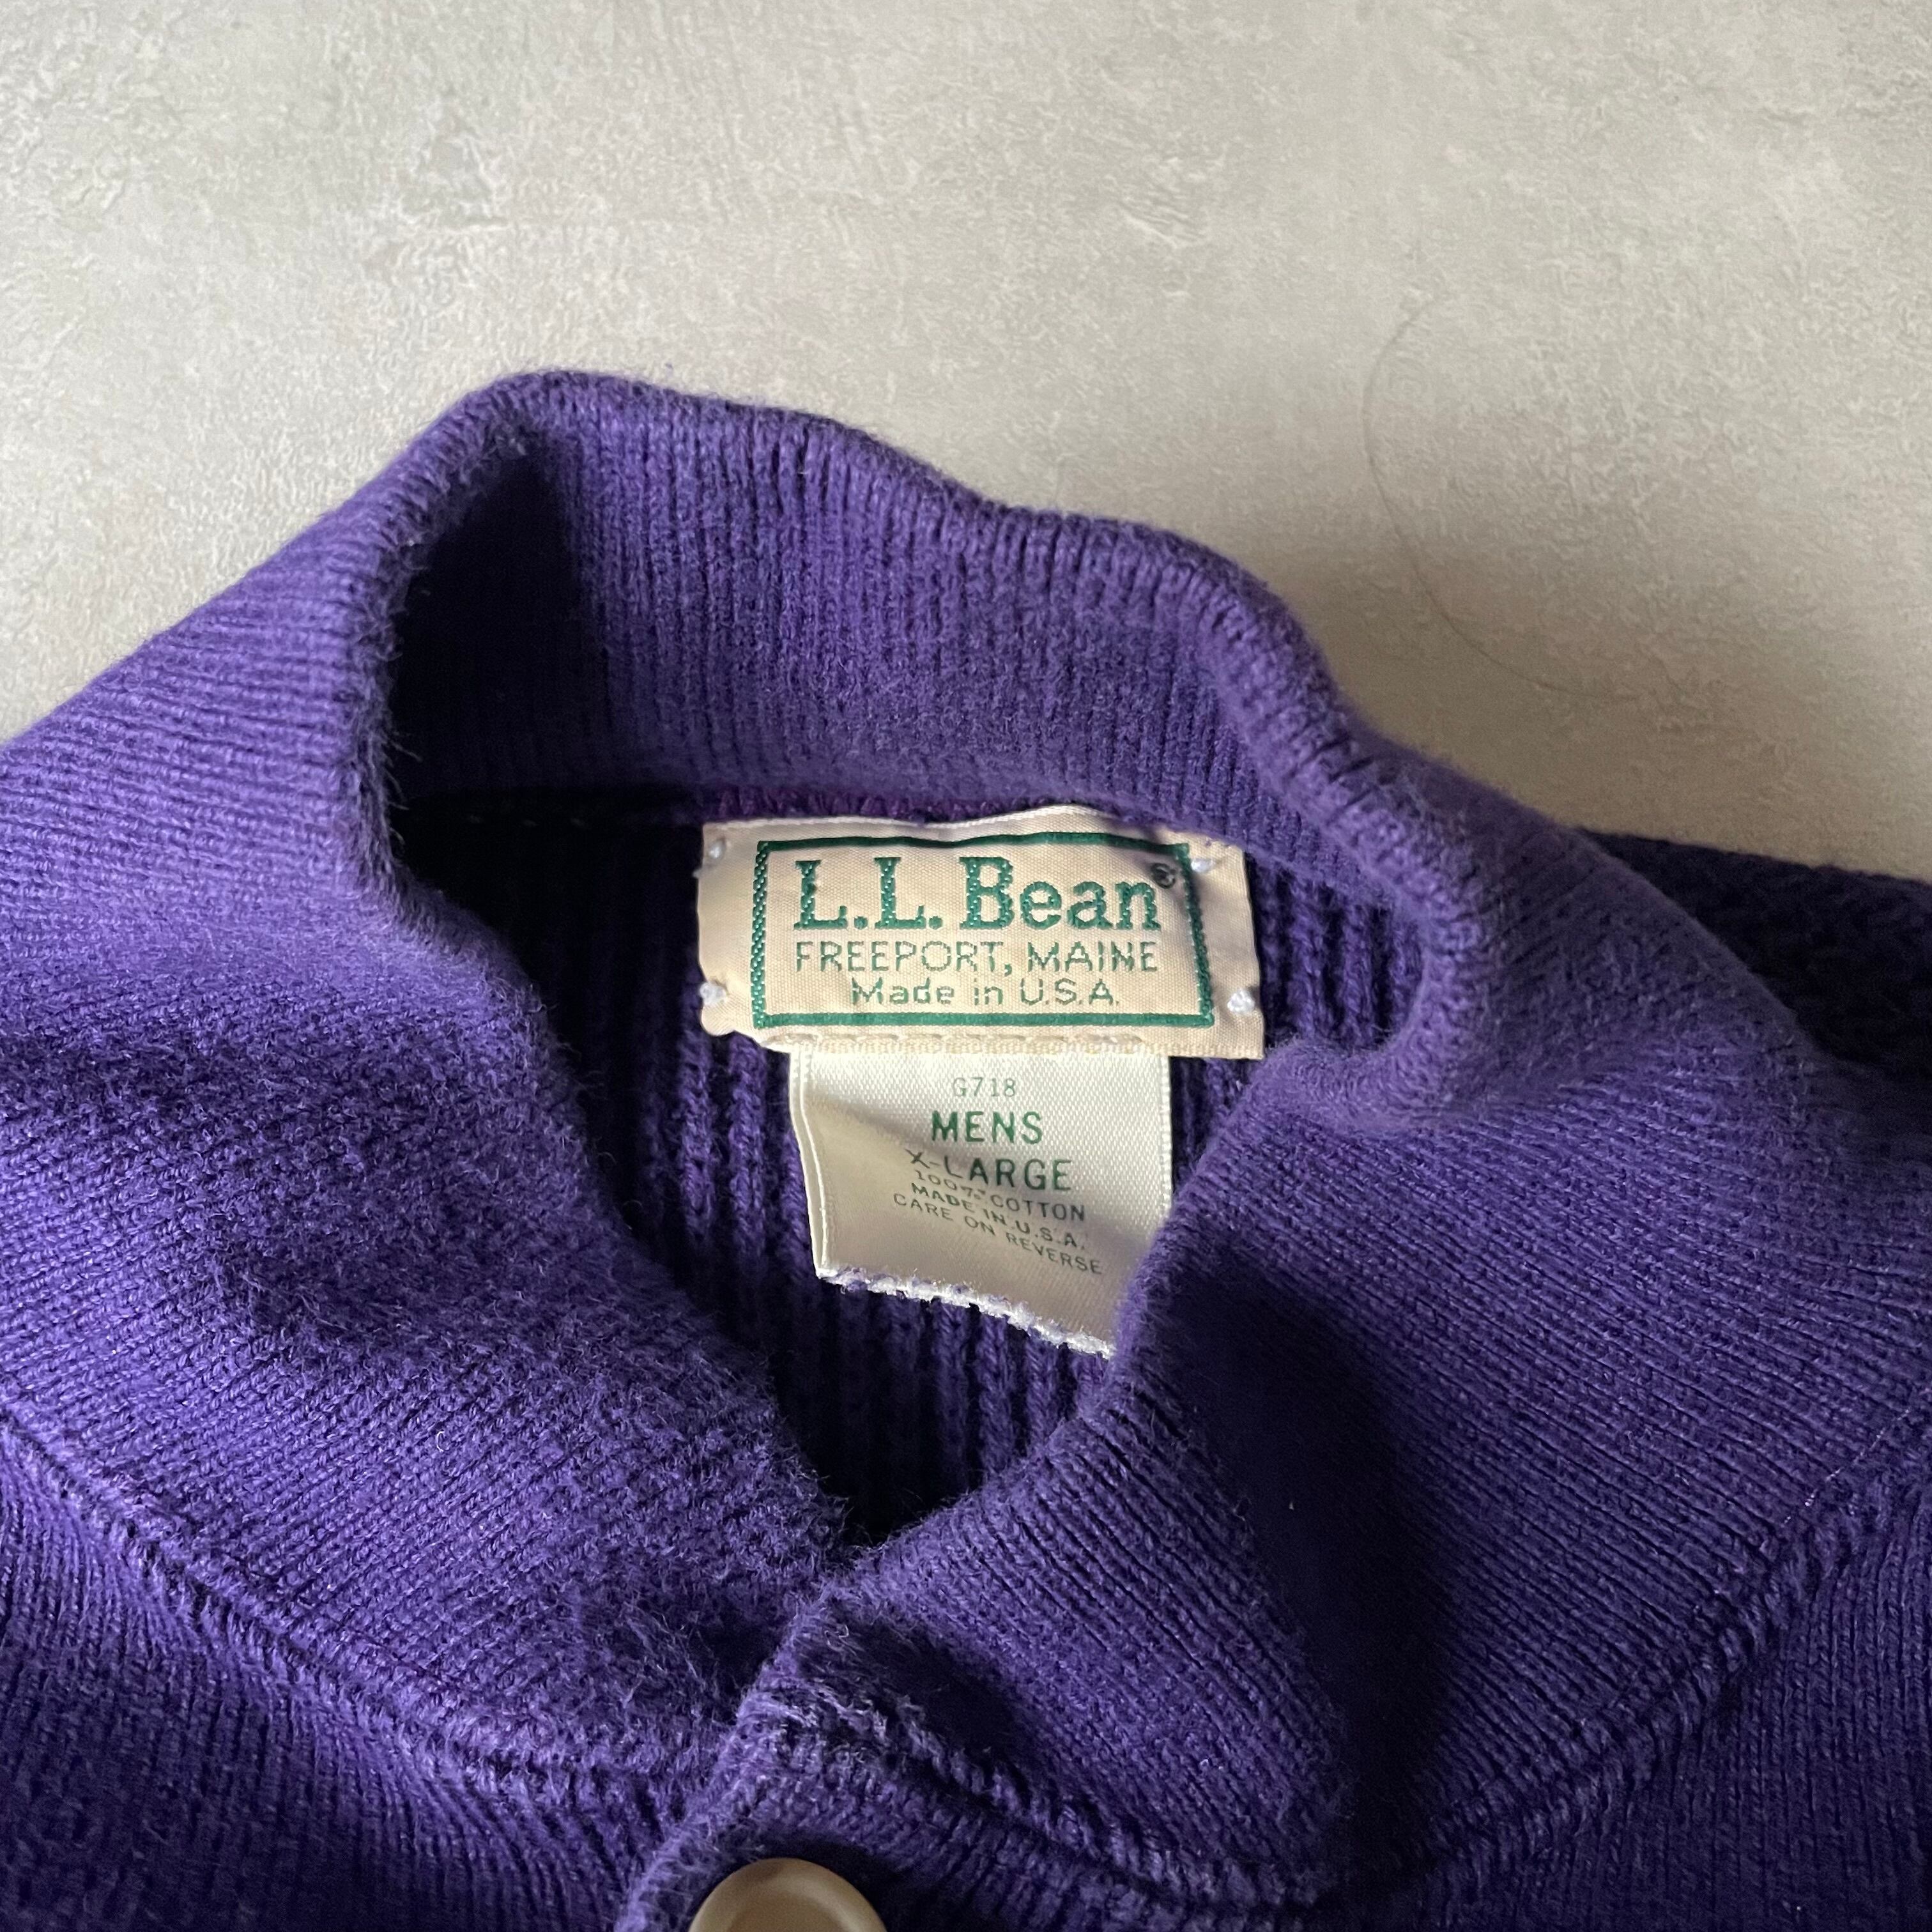 L.L.Bean®
FREEPORT, MAINE
Made in U.S.A.
G718
MENS
X-LARGE
100% COTTON
MADE IN U.S.A.
CARE ON REVERSE